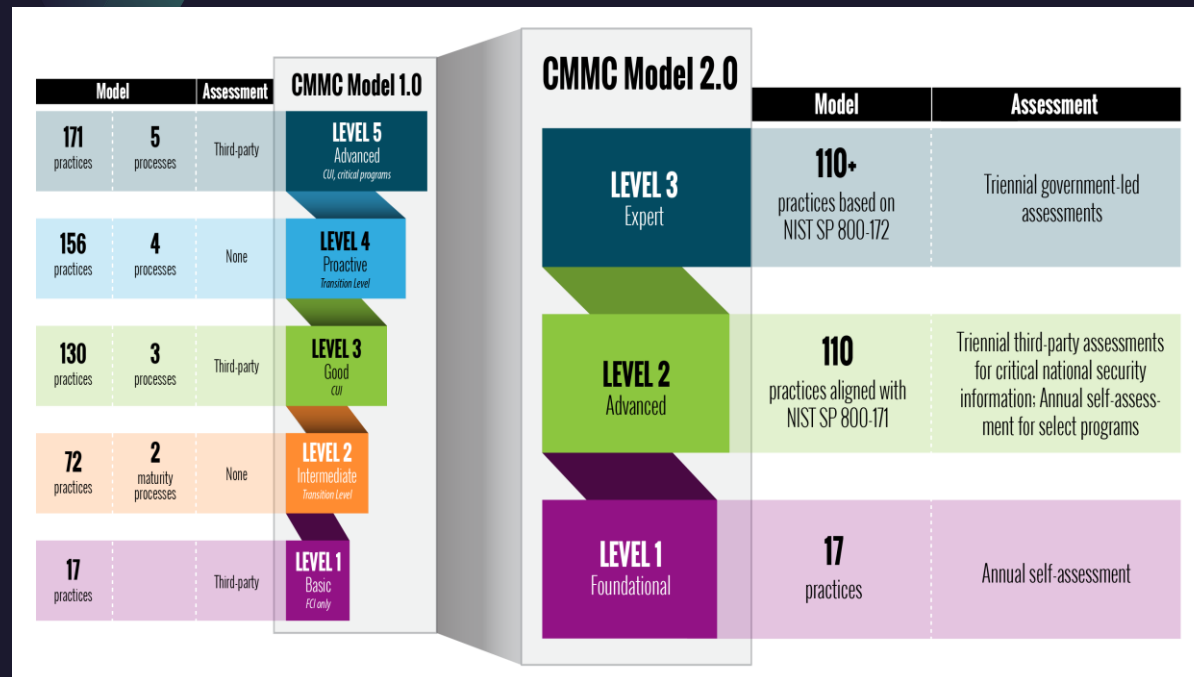 Model
Assessment
CMMC Model 1.0
171
practices
5
processes
Third-party
LEVEL 5
Advanced
CUI, critical programs
156
practices
4
processes
None
LEVEL 4
Proactive
Transition Level
130
practices
3
processes
Third-party
LEVEL 3
Good
CUI
72
practices
2
maturity
processes
None
LEVEL 2
Intermediate
Transition Level
17
practices
Third-party
LEVEL 1
Basic
FCI only
CMMC Model 2.0
Model
Assessment
LEVEL 3
Expert
110+
practices based on
NIST SP 800-172
Triennial government-led
assessments
LEVEL 2
Advanced
110
practices aligned with
NIST SP 800-171
Triennial third-party assessments
for critical national security
information; Annual self-assess-
ment for select programs
LEVEL 1
Foundational
17
practices
Annual self-assessment